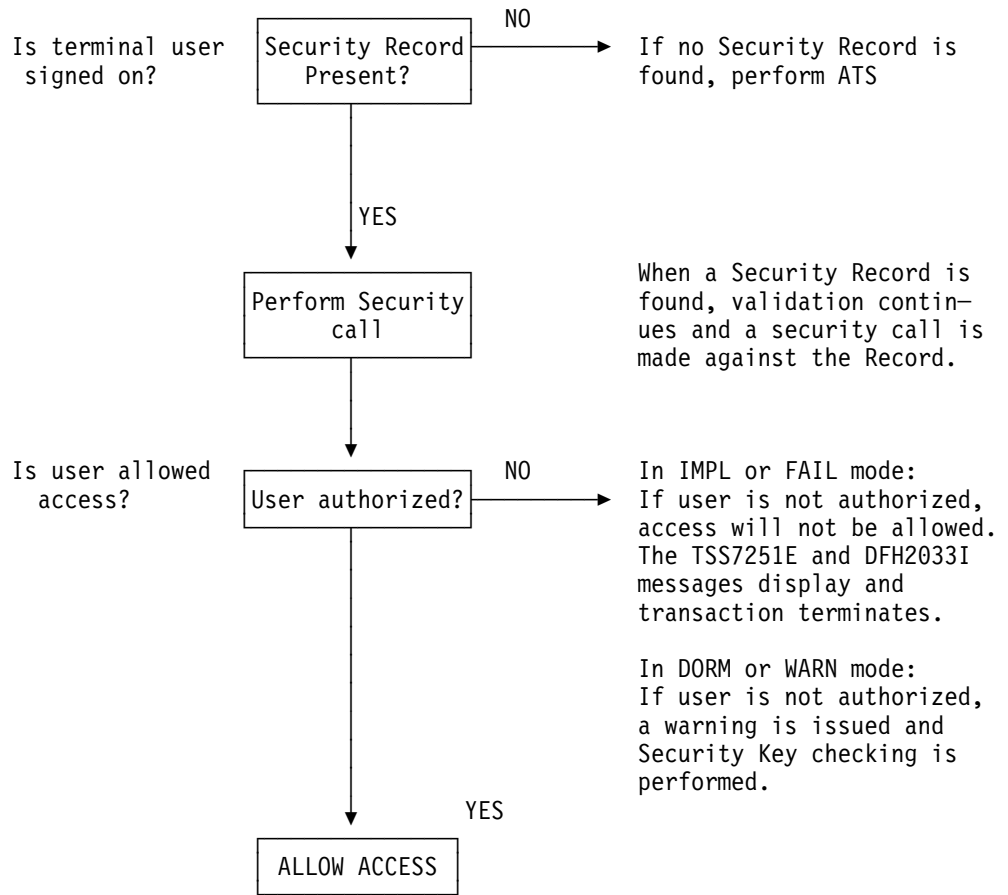 NO
Is terminal user
signed on?
Security Record
Present?
If no Security Record is
found, perform ATS
YES
Perform Security
call
When a Security Record is
found, validation contin—
ues and a security call is
made against the Record.
Is user allowed
access?
User authorized?
NO
In IMPL or FAIL mode:
If user is not authorized,
access will not be allowed.
The TSS7251E and DFH2033I
messages display and
transaction terminates.
In DORM or WARN mode:
If user is not authorized,
a warning is issued and
Security Key checking is
performed.
YES
ALLOW ACCESS